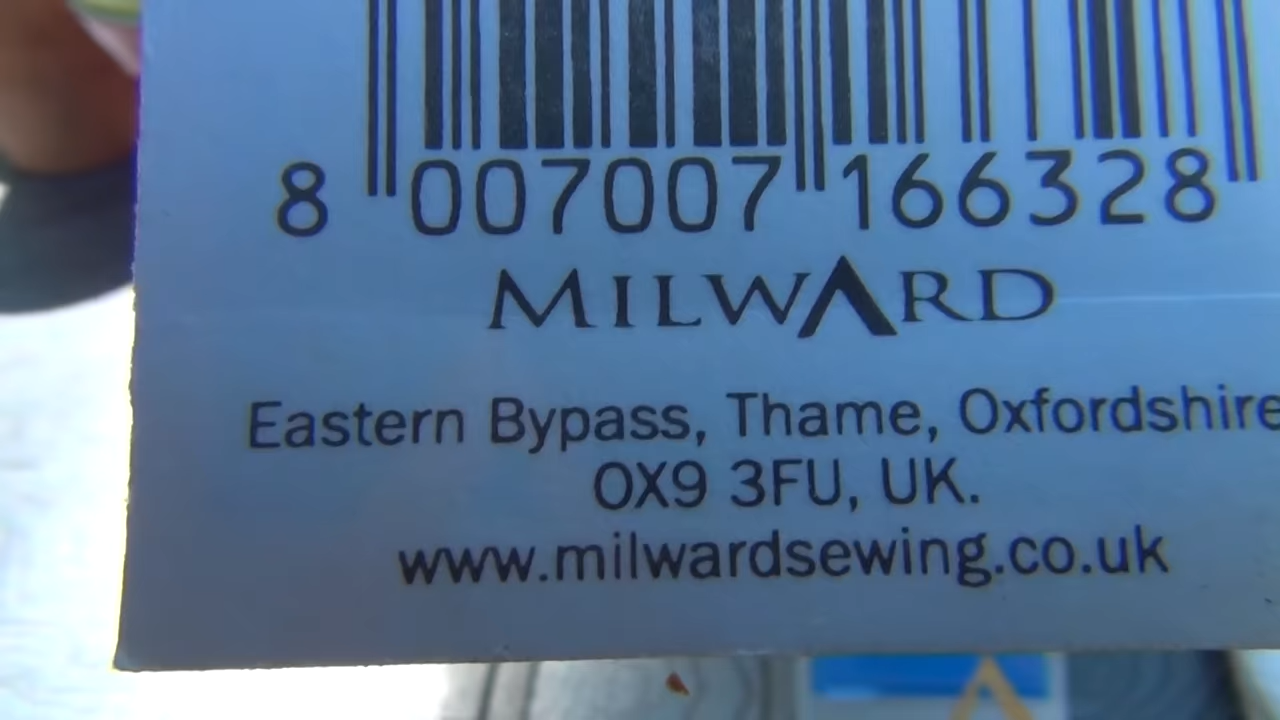 8 007007 166328
MILWARD
Eastern Bypass, Thame, Oxfordshire
OX9 3FU, UK.
www.milwardsewing.co.uk